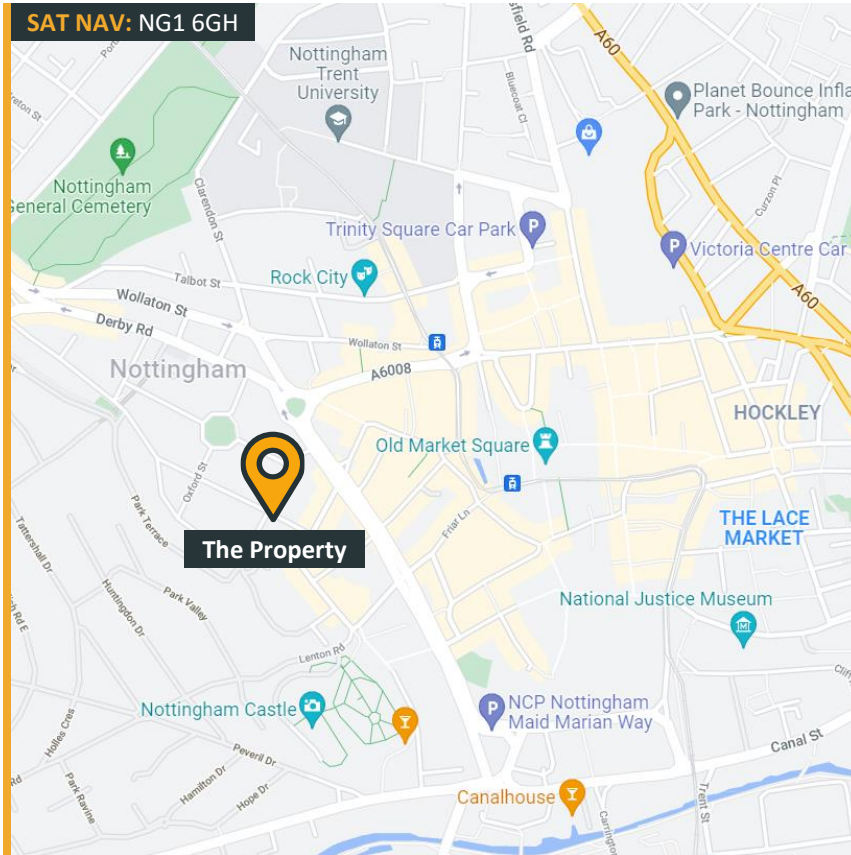 SAT NAV: NG1 6GH
A60
Nottingham
Trent
University
Bluecoat Cl
Planet Bounce Infla
Park - Nottingham
Nottingham
General Cemetery
Clarendon St
Curzon Pl
Trinity Square Car Park
Victoria Centre Car
Talbot St
Rock City
Wollaton St
Derby Rd
A60
Wollaton St
Nottingham
A6008
HOCKLEY
Old Market Square
Oxford St
Park Terrace
Friar Ln
The Property
THE LACE
MARKET
Tattershall Dr
Huntingdon Dr
Park Valley
National Justice Museum
Lenton Rd
Nottingham Castle
NCP Nottingham
Maid Marian Way
Holles Cres
Peveril Dr
Canal St
Hamilton Dr
Hope Dr
Park Ravine
Canalhouse
Trent St
Carrington